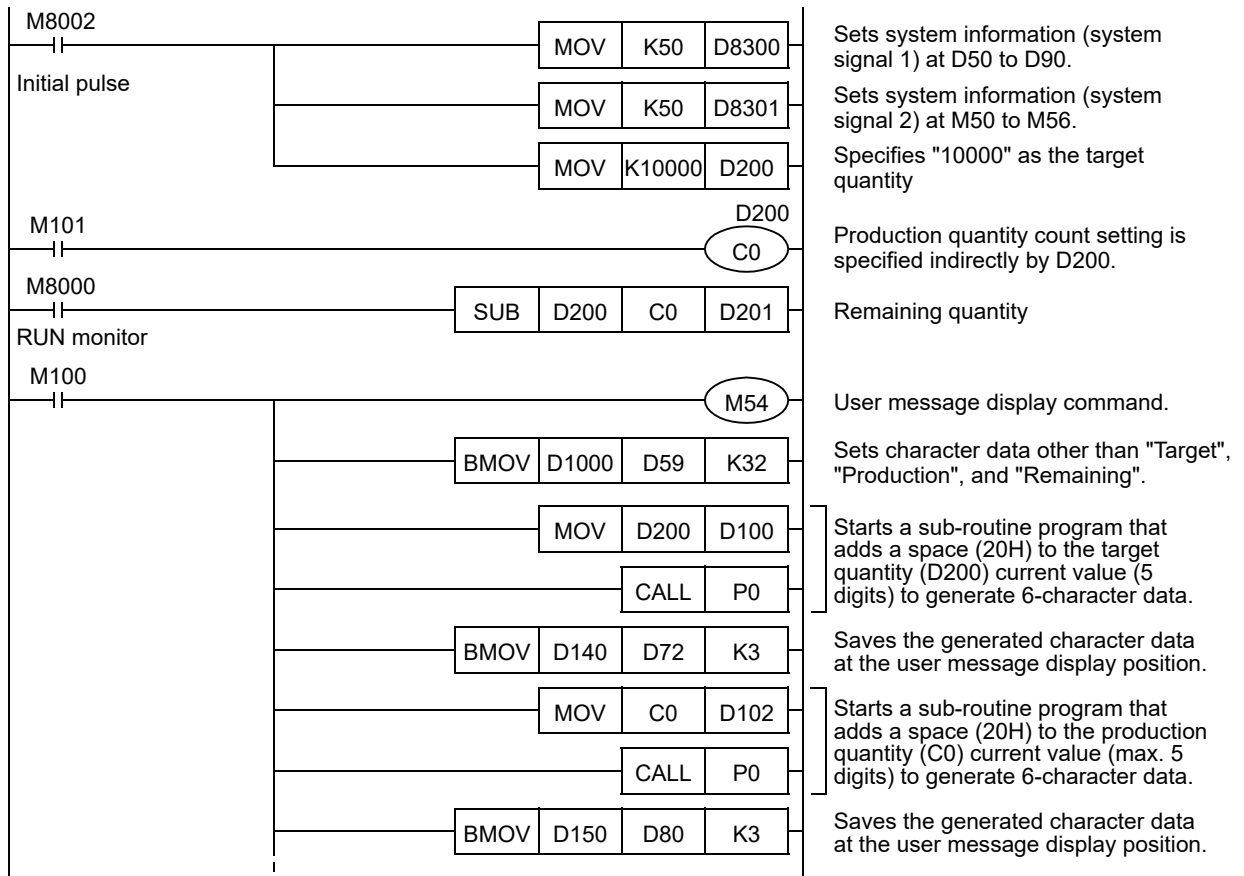 M8002
MOV K50 D8300
Sets system information (system
signal 1) at D50 to D90.
Initial pulse
MOV K50 D8301
Sets system information (system
signal 2) at M50 to M56.
MOV K10000 D200
Specifies "10000" as the target
quantity
M101
D200
C0
Production quantity count setting is
specified indirectly by D200.
M8000
SUB D200 C0 D201
Remaining quantity
RUN monitor
M100
M54
User message display command.
BMOV D1000 D59 K32
Sets character data other than "Target",
"Production", and "Remaining".
MOV D200 D100
CALL P0
Starts a sub-routine program that
adds a space (20H) to the target
quantity (D200) current value (5
digits) to generate 6-character data.
BMOV D140 D72 K3
Saves the generated character data
at the user message display position.
MOV C0 D102
CALL P0
Starts a sub-routine program that
adds a space (20H) to the production
quantity (C0) current value (max. 5
digits) to generate 6-character data.
BMOV D150 D80 K3
Saves the generated character data
at the user message display position.